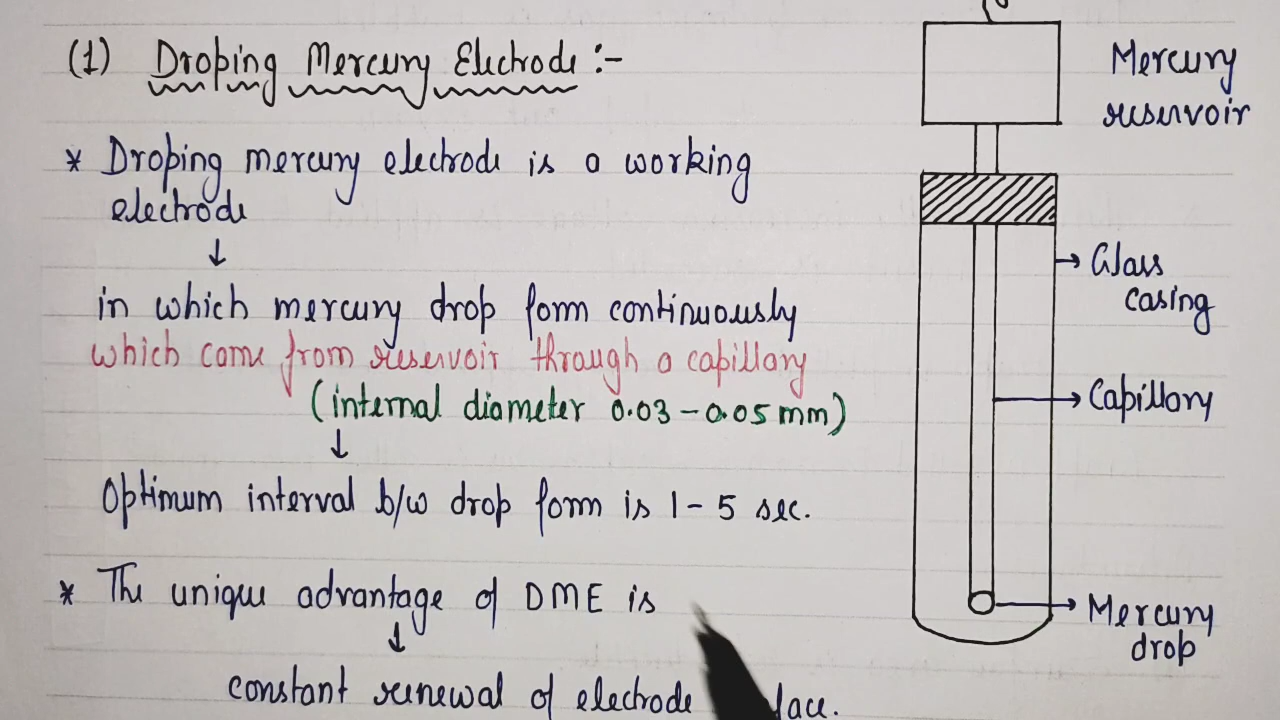 (1) Droping Mercury Electrode :-
* Droping mercury electrode is a working
electrode
↓
in which mercury drop form continuously
which come from reservoir through a capillary
(internal diameter 0.03 - 0.05 mm)
↓
Optimum interval b/w drop form is 1 - 5 sec.
* The unique advantage of DME is
↓
constant renewal of electrode
Mercury
reservoir
→ Glass
casing
→ Capillary
→ Mercury
drop